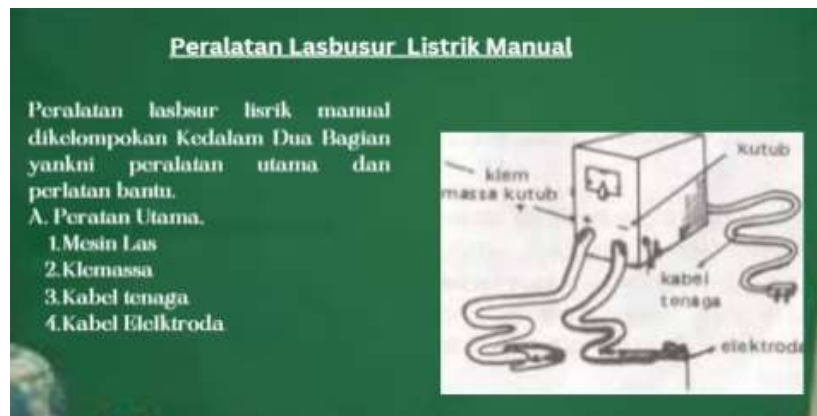 Peralatan Lasbusur Listrik Manual
Peralatan lasbsur lisrik manual
dikelompokan Kedalam Dua Bagian
yankni peralatan utama dan
perlatan bantu.
A. Peratan Utama.
1.Mesin Las
2.Klemassa
3.Kabel tenaga
4.Kabel Elelktroda
klem
massa kutub
+
kutub
kabel
tenaga
elektroda